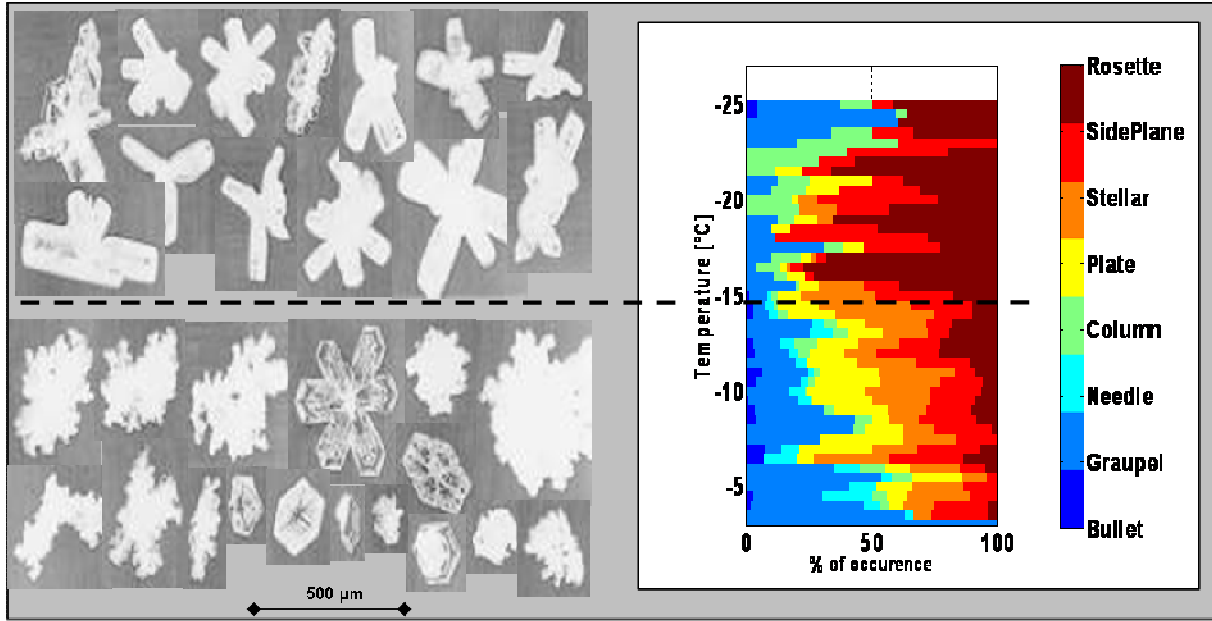 500 µm
Temperature [°C]
-25
-20
-15
-10
-5
0
50
100
% of occurence
Rosette
SidePlane
Stellar
Plate
Column
Needle
Graupel
Bullet